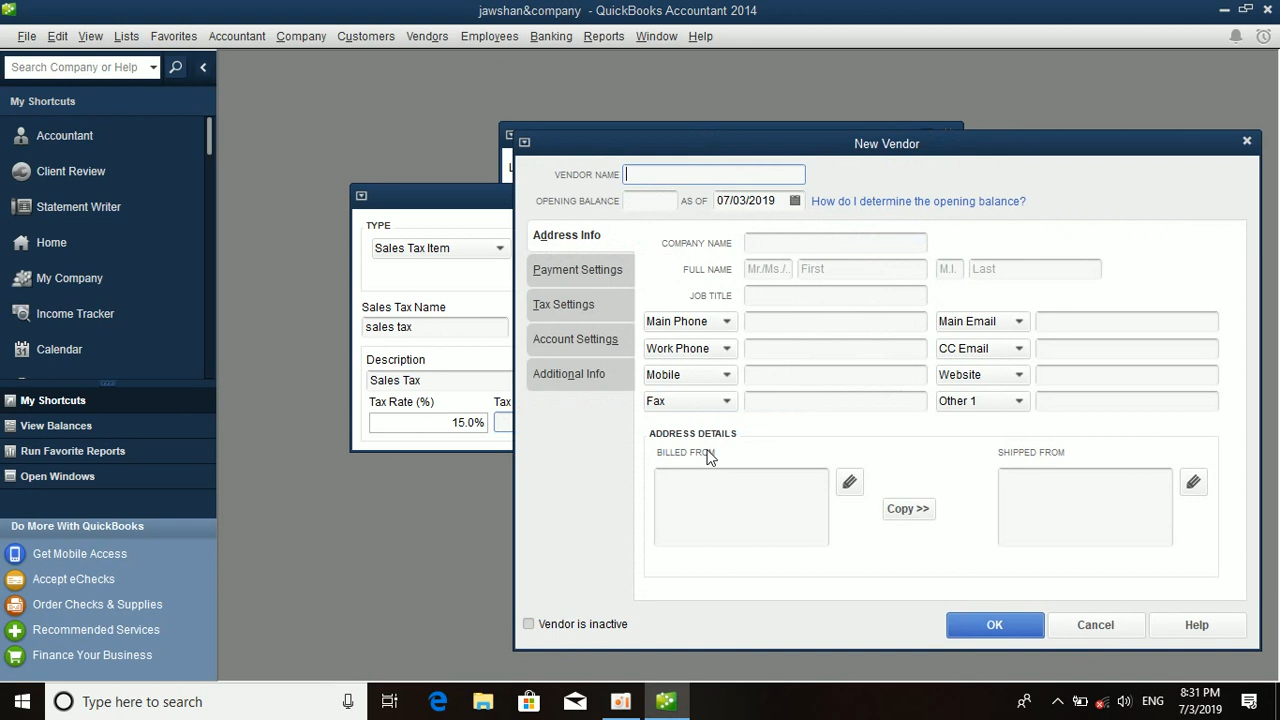 jawshan&company - QuickBooks Accountant 2014
File Edit View Lists Favorites Accountant Company Customers Vendors Employees Banking Reports Window Help
Search Company or Help
My Shortcuts
Accountant
Client Review
Statement Writer
Home
My Company
Income Tracker
Calendar
My Shortcuts
View Balances
Run Favorite Reports
Open Windows
Do More With QuickBooks
Get Mobile Access
Accept eChecks
Order Checks & Supplies
Recommended Services
Finance Your Business
TYPE
Sales Tax Item
Sales Tax Name
sales tax
Description
Sales Tax
Tax Rate (%) Tax
15.0%
New Vendor
VENDOR NAME
OPENING BALANCE AS OF 07/03/2019 How do I determine the opening balance?
Address Info
Payment Settings
Tax Settings
Account Settings
Additional Info
COMPANY NAME
FULL NAME Mr./Ms./.. First M.I. Last
JOB TITLE
Main Phone Main Email
Work Phone CC Email
Mobile Website
Fax Other 1
ADDRESS DETAILS
BILLED FROM SHIPPED FROM
Copy >>
Vendor is inactive OK Cancel Help
Type here to search
ENG
8:31 PM
7/3/2019